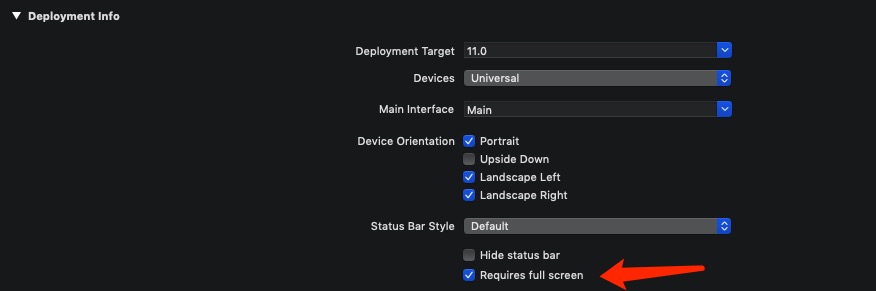 Deployment Info
Deployment Target 11.0
Devices Universal
Main Interface Main
Device Orientation Portrait
Upside Down
Landscape Left
Landscape Right
Status Bar Style Default
Hide status bar
Requires full screen